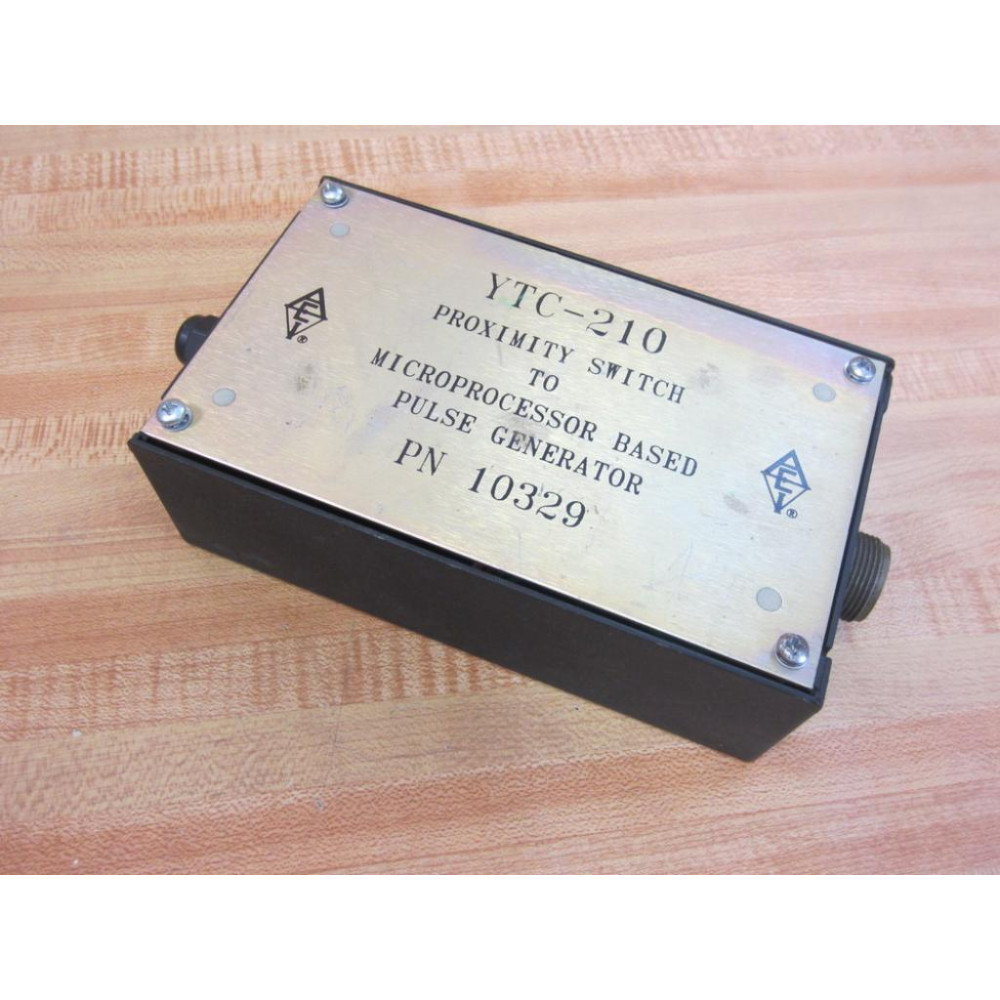 YTC-210
PROXIMITY SWITCH
TO
MICROPROCESSOR BASED
PULSE GENERATOR
PN 10329
®
®